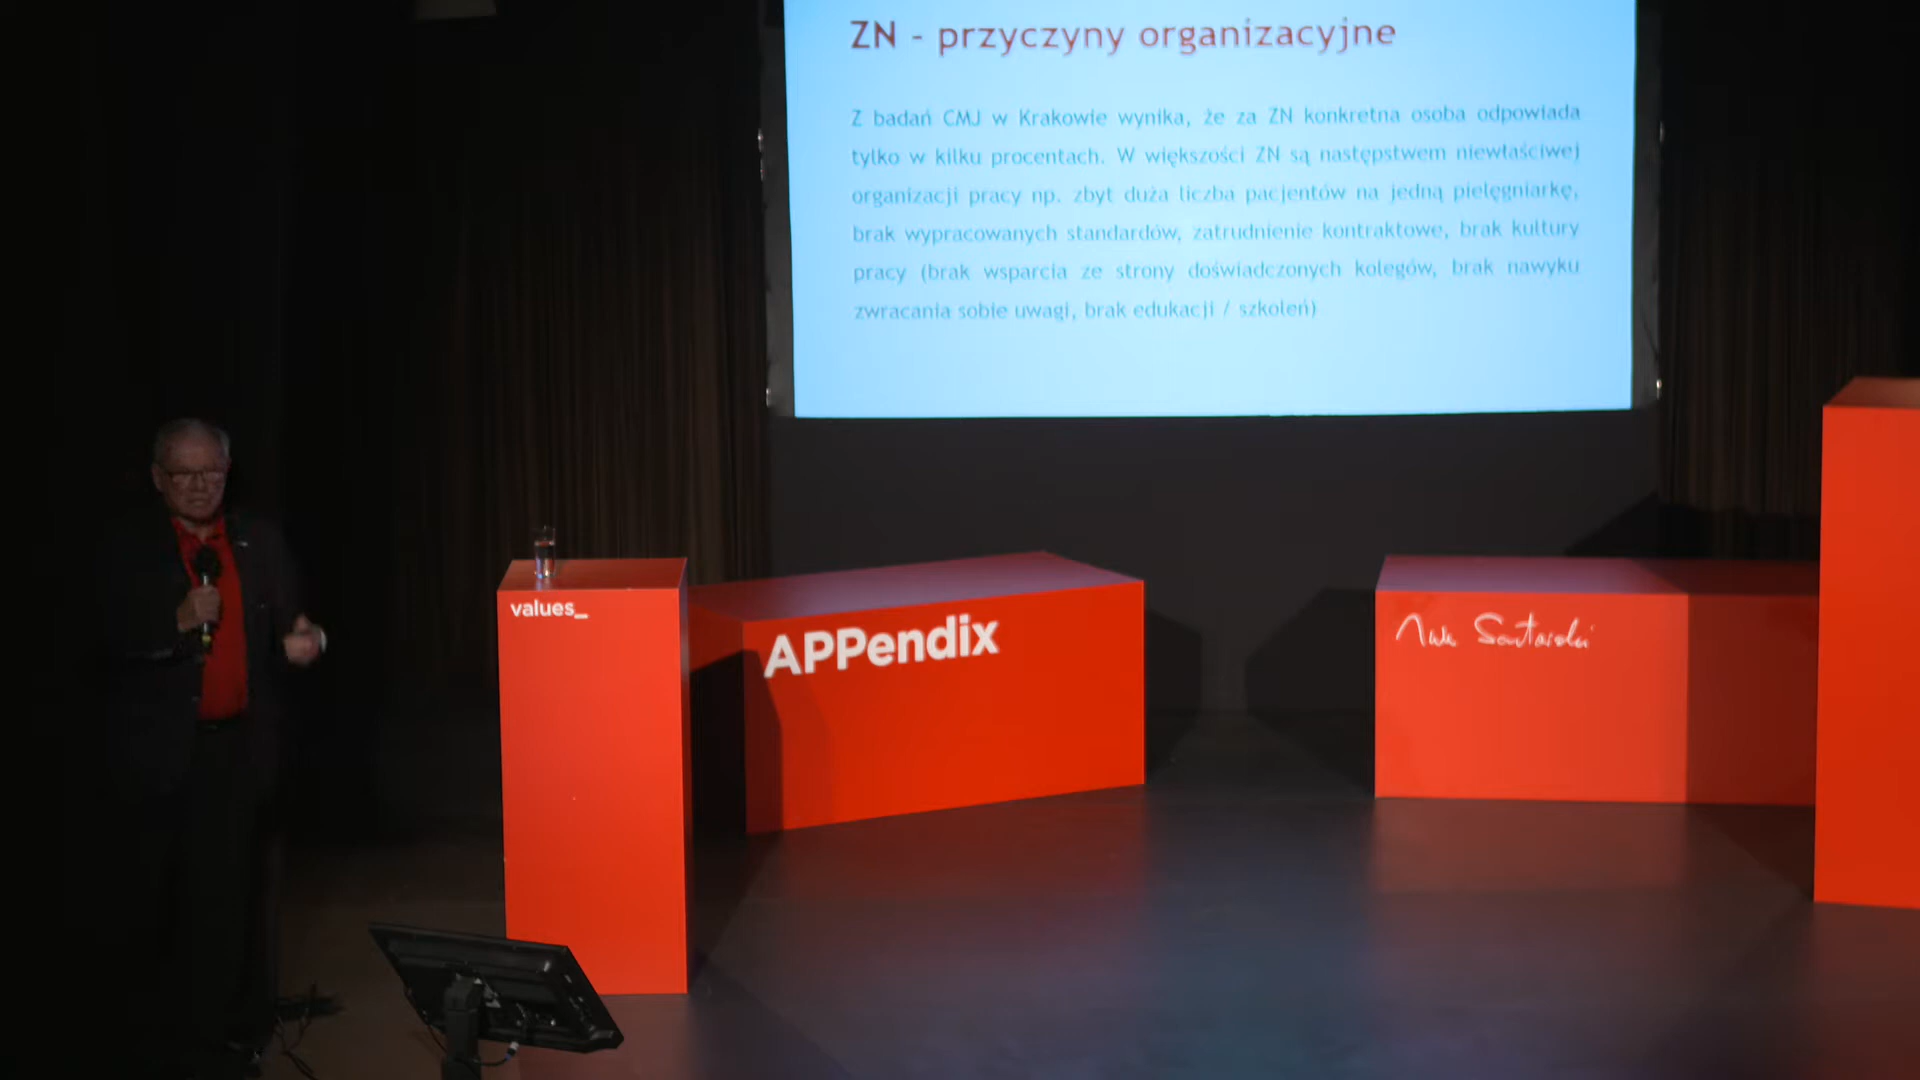 ZN - przyczyny organizacyjne
Z badań CMJ w Krakowie wynika, że za ZN konkretna osoba odpowiada
tylko w kilku procentach. W większości ZN są następstwem niewłaściwej
organizacji pracy np. zbyt duża liczba pacjentów na jedną pielęgniarkę,
brak wypracowanych standardów, zatrudnienie kontraktowe, brak kultury
pracy (brak wsparcia ze strony doświadczonych kolegów, brak nawyku
zwracania sobie uwagi, brak edukacji / szkoleń)
values_
APPendix